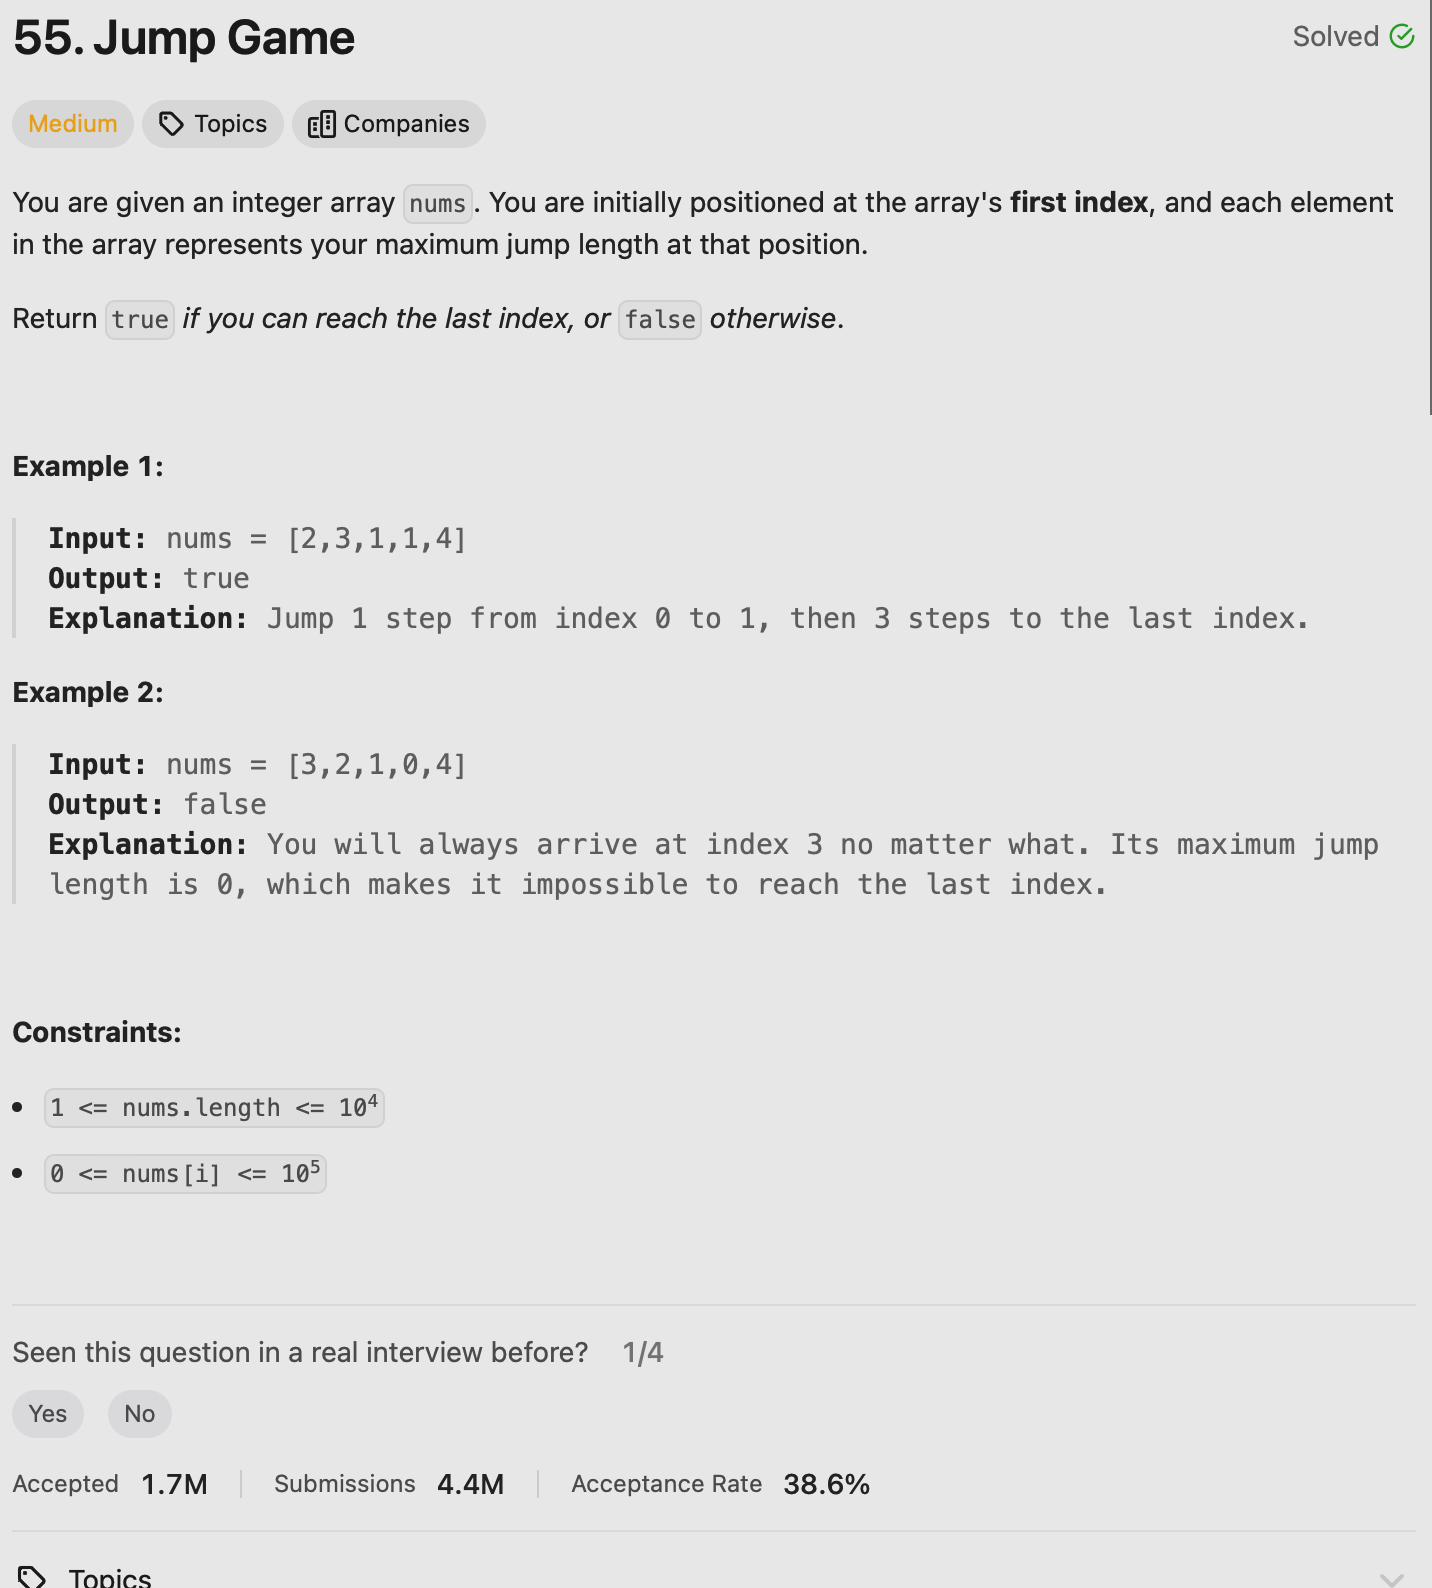 55. Jump Game
Solved
Medium
Topics
Companies
You are given an integer array nums. You are initially positioned at the array's first index, and each element
in the array represents your maximum jump length at that position.
Return true if you can reach the last index, or false otherwise.
Example 1:
Input: nums = [2,3,1,1,4]
Output: true
Explanation: Jump 1 step from index 0 to 1, then 3 steps to the last index.
Example 2:
Input: nums = [3,2,1,0,4]
Output: false
Explanation: You will always arrive at index 3 no matter what. Its maximum jump
length is 0, which makes it impossible to reach the last index.
Constraints:
• 1 <= nums.length <= 10⁴
• 0 <= nums[i] <= 10⁵
Seen this question in a real interview before? 1/4
Yes No
Accepted 1.7M Submissions 4.4M Acceptance Rate 38.6%
Topics